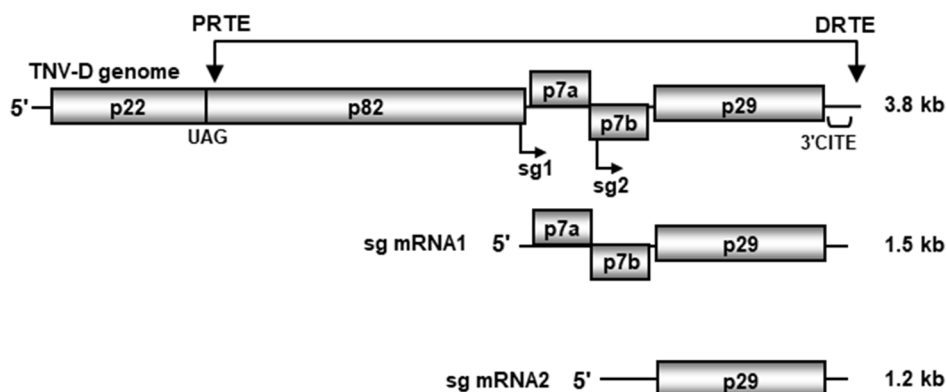 PRTE DRTE
TNV-D genome
5' p22 p82 p7a p7b p29 3.8 kb
UAG 3'CITE
sg1 sg2
sg mRNA1 5' p7a p7b p29 1.5 kb
sg mRNA2 5' p29 1.2 kb